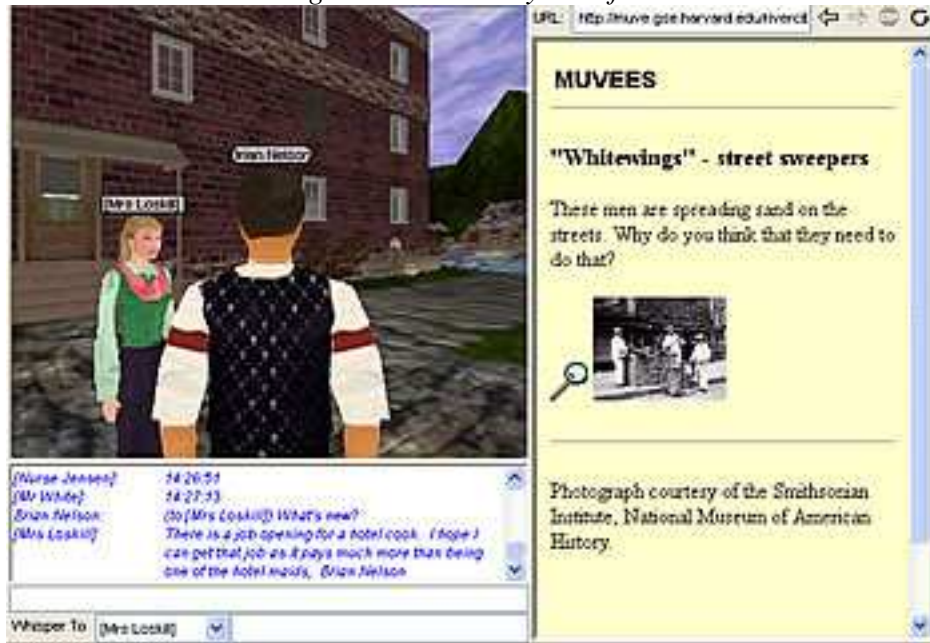 URL: http://muve.gse.harvard.edu/rivercit
MUVEES
"Whitewings" - street sweepers
These men are spreading sand on the
streets. Why do you think that they need to
do that?
Photograph courtesy of the Smithsonian
Institute, National Museum of American
History.
Brian Nelson
[Mrs Loskill]
[Nurse Jensen]: 14:26:51
[Mr White]: 14:27:13
Brian Nelson: (to [Mrs Loskill]) What's new?
[Mrs Loskill]: There is a job opening for a hotel cook. I hope I
can get that job as it pays much more than being
one of the hotel maids, Brian Nelson
Whisper To [Mrs Loskill]